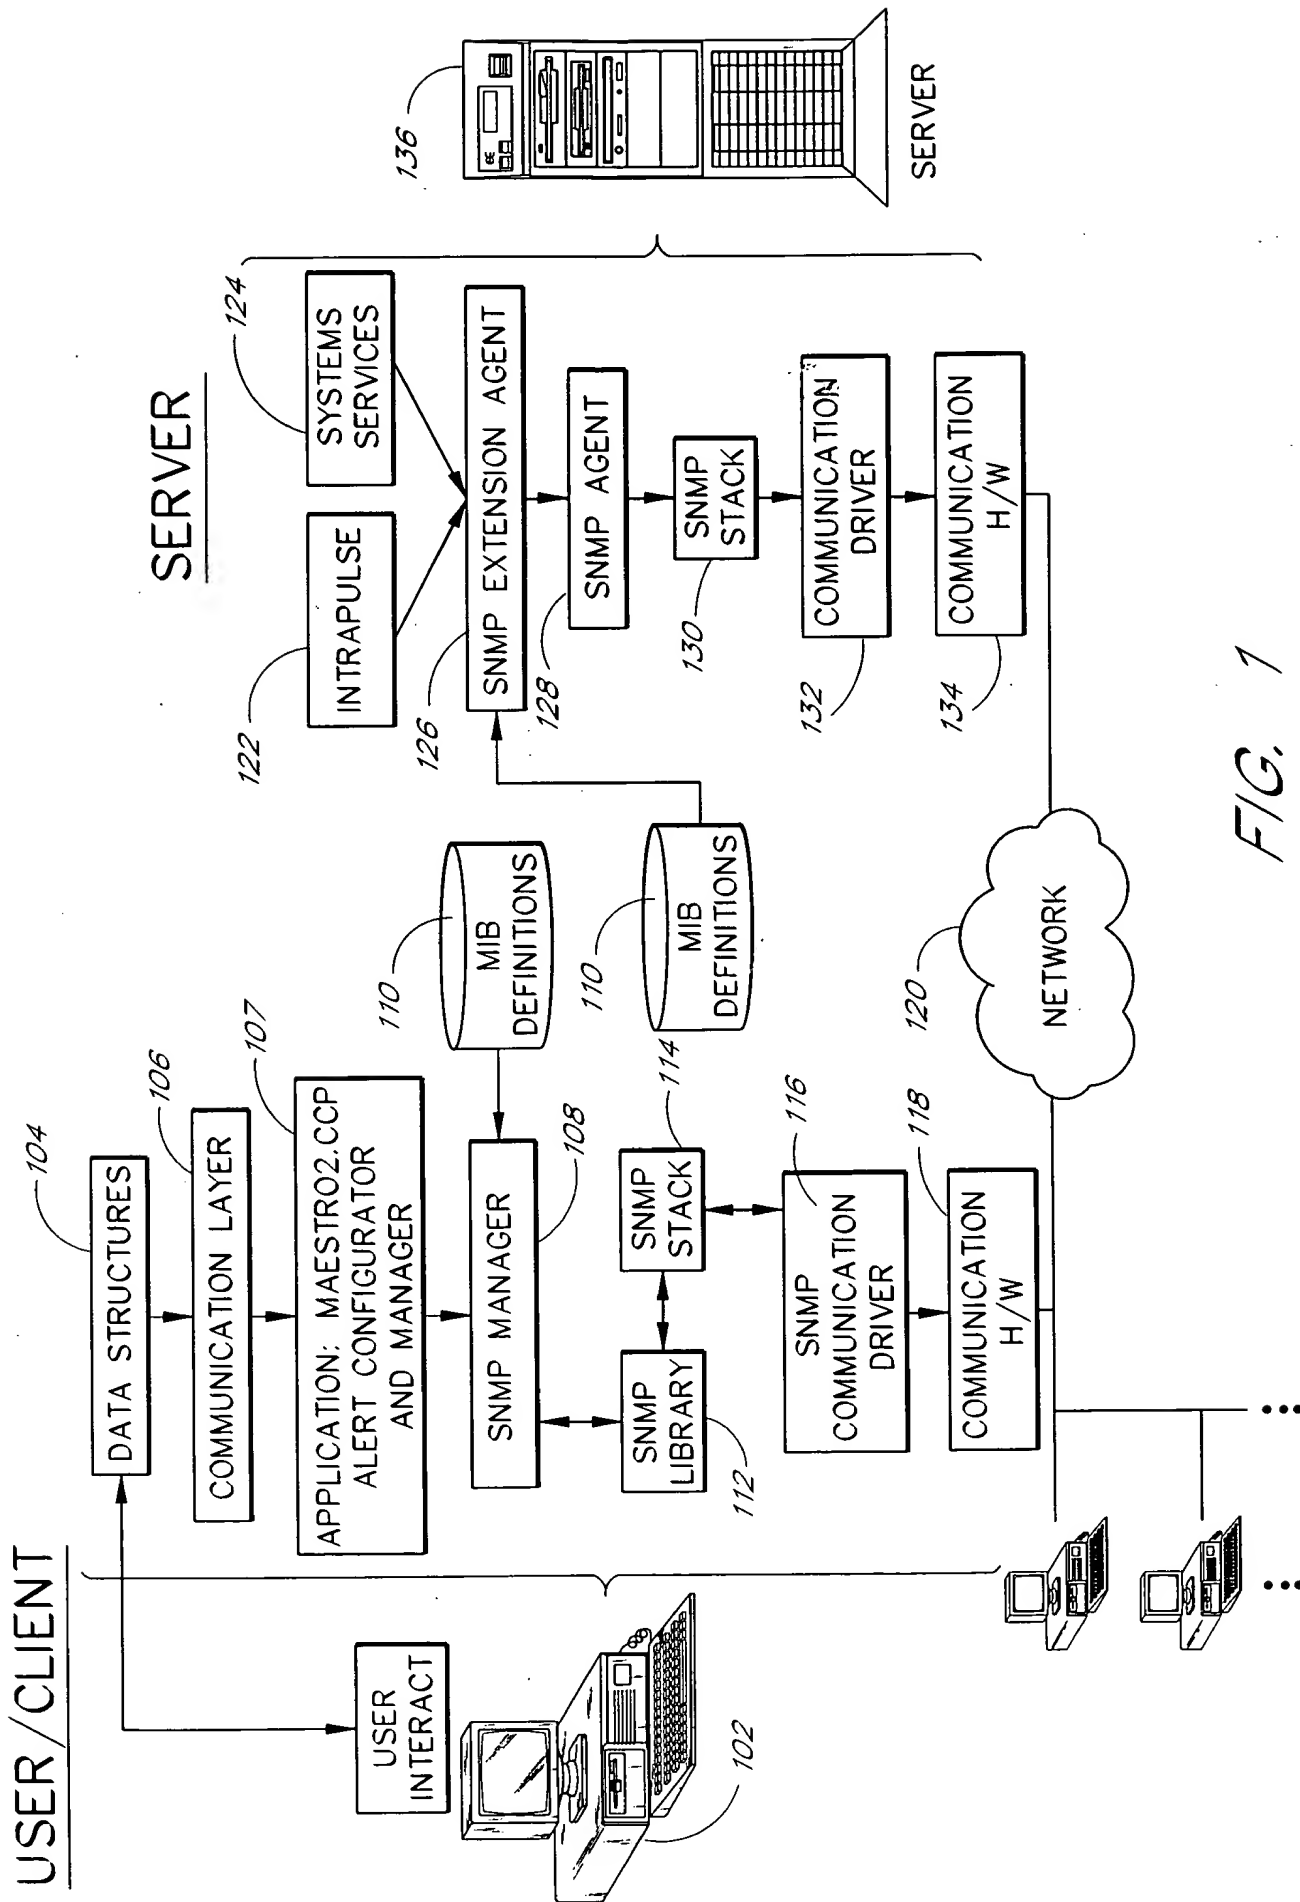 USER/CLIENT
USER
INTERACT
102
DATA STRUCTURES
104
COMMUNICATION LAYER
106
APPLICATION: MAESTRO2.CCP
ALERT CONFIGURATOR
AND MANAGER
107
SNMP MANAGER
108
MIB
DEFINITIONS
110
SNMP
LIBRARY
112
SNMP
STACK
114
SNMP
COMMUNICATION
DRIVER
116
COMMUNICATION
H/W
118
NETWORK
120
MIB
DEFINITIONS
110
SERVER
INTRAPULSE
122
SYSTEMS
SERVICES
124
SNMP EXTENSION AGENT
126
SNMP AGENT
128
SNMP
STACK
130
COMMUNICATION
DRIVER
132
COMMUNICATION
H/W
134
136
SERVER
FIG. 1